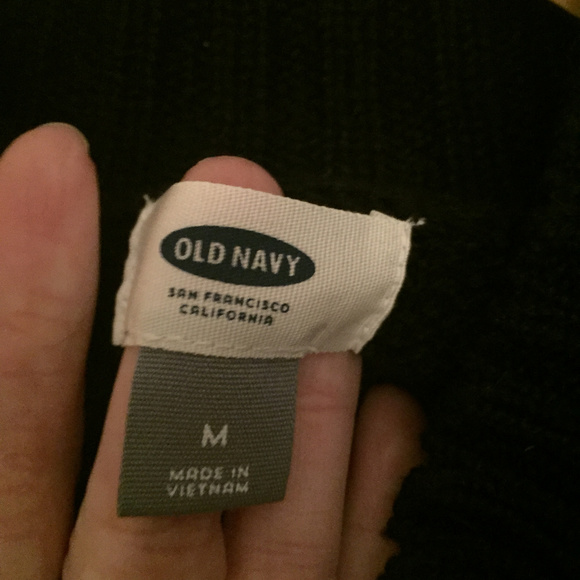 OLD NAVY
SAN FRANCISCO
CALIFORNIA
M
MADE IN
VIETNAM